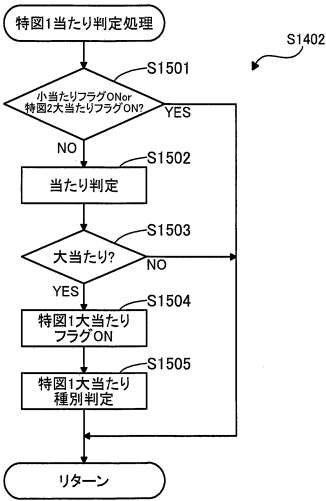 特図1当たり判定処理
S1402
S1501
小当たりフラグONor
特図2大当たりフラグON?
YES
NO
S1502
当たり判定
S1503
大当たり?
NO
YES
S1504
特図1大当たり
フラグON
S1505
特図1大当たり
種別判定
リターン